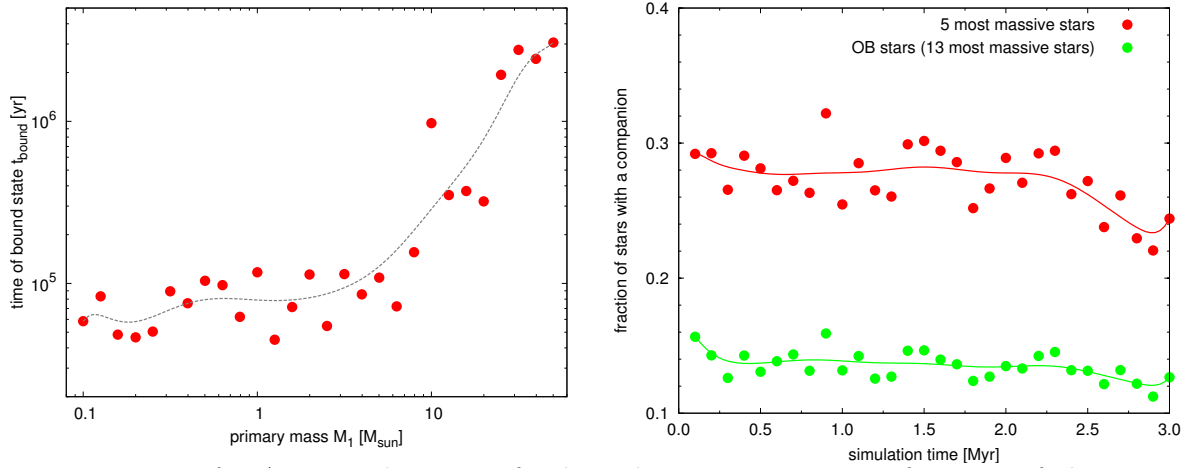 time of bound state t_bound [yr]
10^6
10^5
0.1 1 10
primary mass M_1 [M_sun]
fraction of stars with a companion
0.4
0.3
0.2
0.1
5 most massive stars
OB stars (13 most massive stars)
0.0 0.5 1.0 1.5 2.0 2.5 3.0
simulation time [Myr]